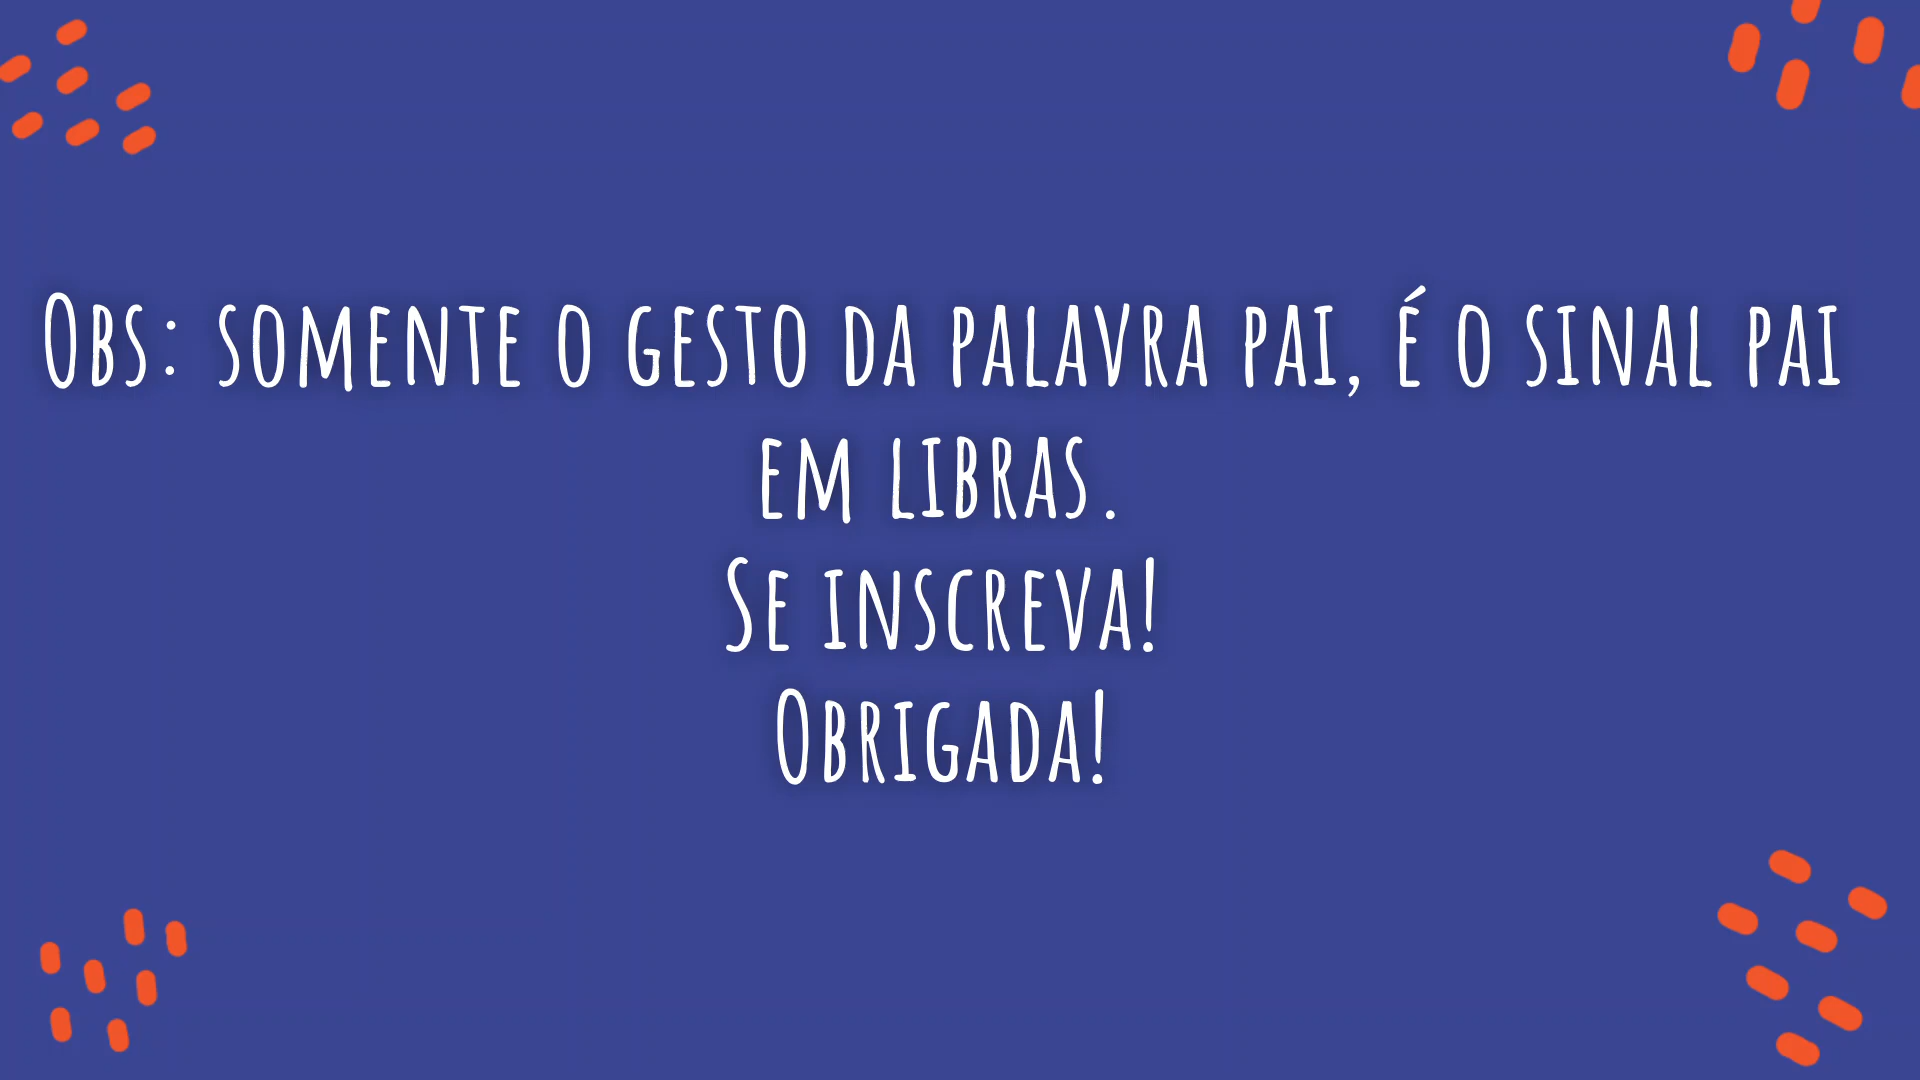 Obs: somente o gesto da palavra pai, é o sinal pai
em libras.
Se inscreva!
Obrigada!